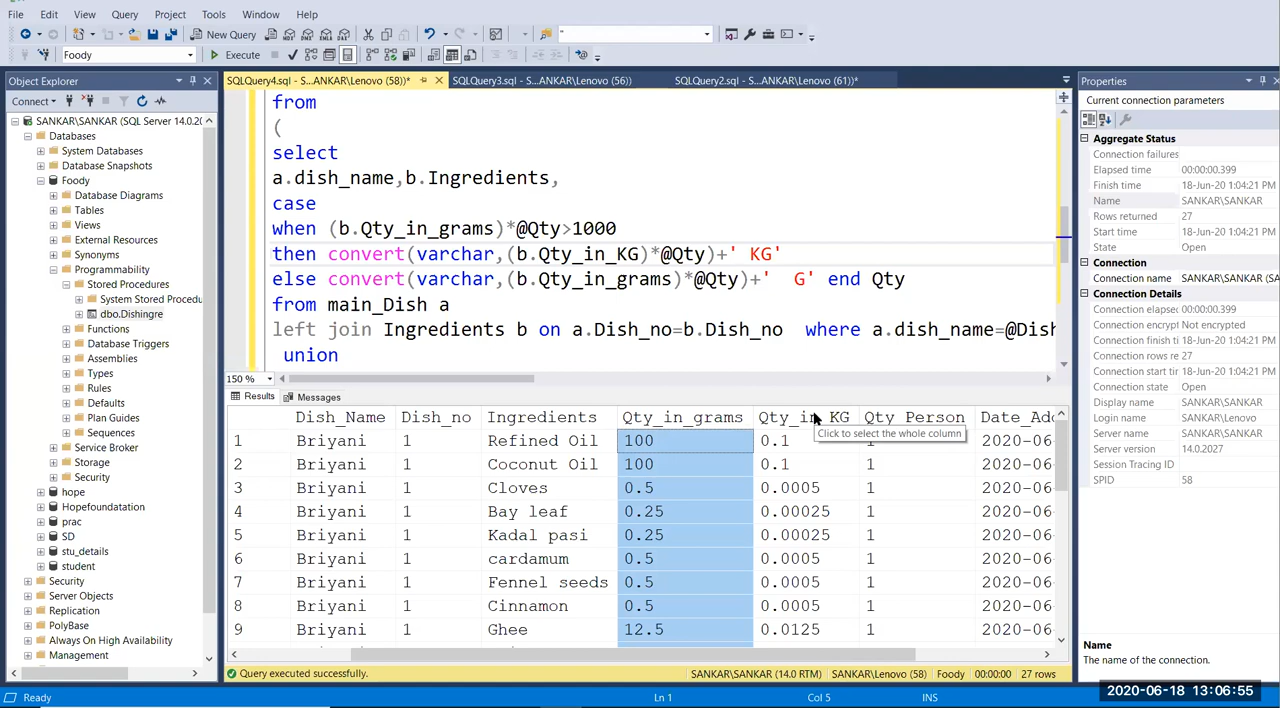 File Edit View Query Project Tools Window Help
New Query
Foody Execute
Object Explorer
Connect
SANKAR\SANKAR (SQL Server 14.0.20
Databases
System Databases
Database Snapshots
Foody
Database Diagrams
Tables
Views
External Resources
Synonyms
Programmability
Stored Procedures
System Stored Procedu
dbo.Dishingre
Functions
Database Triggers
Assemblies
Types
Rules
Defaults
Plan Guides
Sequences
Service Broker
Storage
Security
hope
Hopefoundation
prac
SD
stu_details
student
Security
Server Objects
Replication
PolyBase
Always On High Availability
Management
SQLQuery4.sql - S...ANKAR\Lenovo (58))* SQLQuery3.sql - S...ANKAR\Lenovo (56)) SQLQuery2.sql - S...ANKAR\Lenovo (61))*
from
(
select
a.dish_name,b.Ingredients,
case
when (b.Qty_in_grams)*@Qty>1000
then convert(varchar,(b.Qty_in_KG)*@Qty)+' KG'
else convert(varchar,(b.Qty_in_grams)*@Qty)+'  G' end Qty
from main_Dish a
left join Ingredients b on a.Dish_no=b.Dish_no  where a.dish_name=@Dish
union
150 %
Results Messages
Dish_Name Dish_no Ingredients Qty_in_grams Qty_in_KG Qty_Person Date_Add
1 Briyani 1 Refined Oil 100 0.1 1 2020-06-
Click to select the whole column
2 Briyani 1 Coconut Oil 100 0.1 1 2020-06-
3 Briyani 1 Cloves 0.5 0.0005 1 2020-06-
4 Briyani 1 Bay leaf 0.25 0.00025 1 2020-06-
5 Briyani 1 Kadal pasi 0.25 0.00025 1 2020-06-
6 Briyani 1 cardamum 0.5 0.0005 1 2020-06-
7 Briyani 1 Fennel seeds 0.5 0.0005 1 2020-06-
8 Briyani 1 Cinnamon 0.5 0.0005 1 2020-06-
9 Briyani 1 Ghee 12.5 0.0125 1 2020-06-
Query executed successfully. SANKAR\SANKAR (14.0 RTM) SANKAR\Lenovo (58) Foody 00:00:00 27 rows
Properties
Current connection parameters
Aggregate Status
Connection failures
Elapsed time 00:00:00.399
Finish time 18-Jun-20 1:04:21 PM
Name SANKAR\SANKAR
Rows returned 27
Start time 18-Jun-20 1:04:21 PM
State Open
Connection
Connection name SANKAR\SANKAR (SA
Connection Details
Connection elapsed 00:00:00.399
Connection encrypt Not encrypted
Connection finish ti 18-Jun-20 1:04:21 PM
Connection rows re 27
Connection start tir 18-Jun-20 1:04:21 PM
Connection state Open
Display name SANKAR\SANKAR
Login name SANKAR\Lenovo
Server name SANKAR\SANKAR
Server version 14.0.2027
Session Tracing ID
SPID 58
Name
The name of the connection.
Ready Ln 1 Col 5 INS
2020-06-18 13:06:55